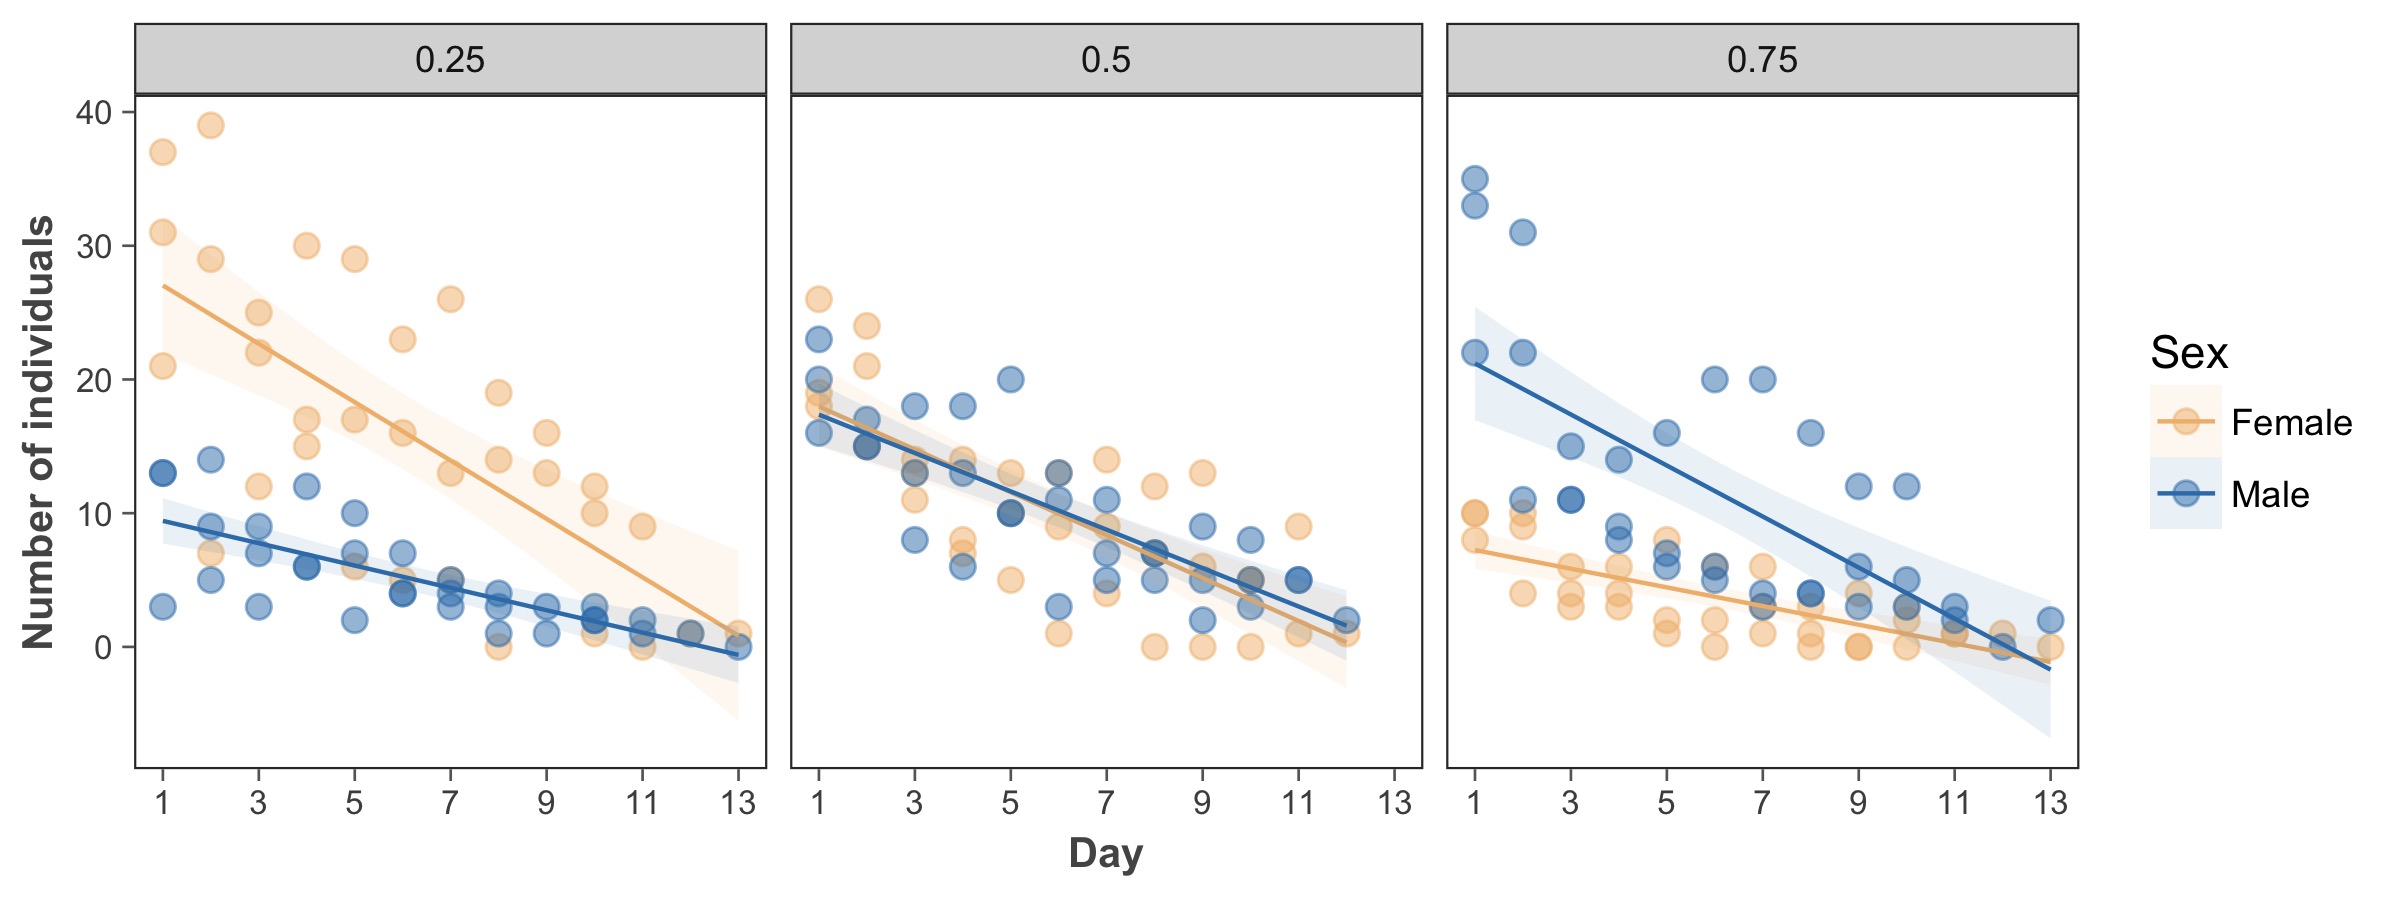 0.25 0.5 0.75
40
30
20
10
0
Number of individuals
1 3 5 7 9 11 13 1 3 5 7 9 11 13 1 3 5 7 9 11 13
Day
Sex
Female
Male